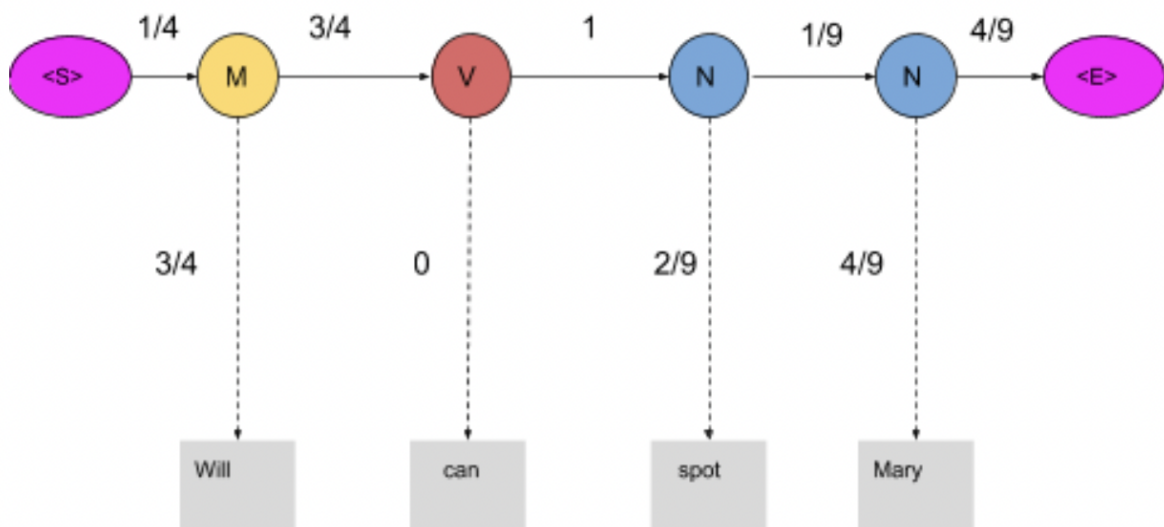 1/4 3/4 1 1/9 4/9
<S> M V N N <E>
3/4 0 2/9 4/9
Will can spot Mary